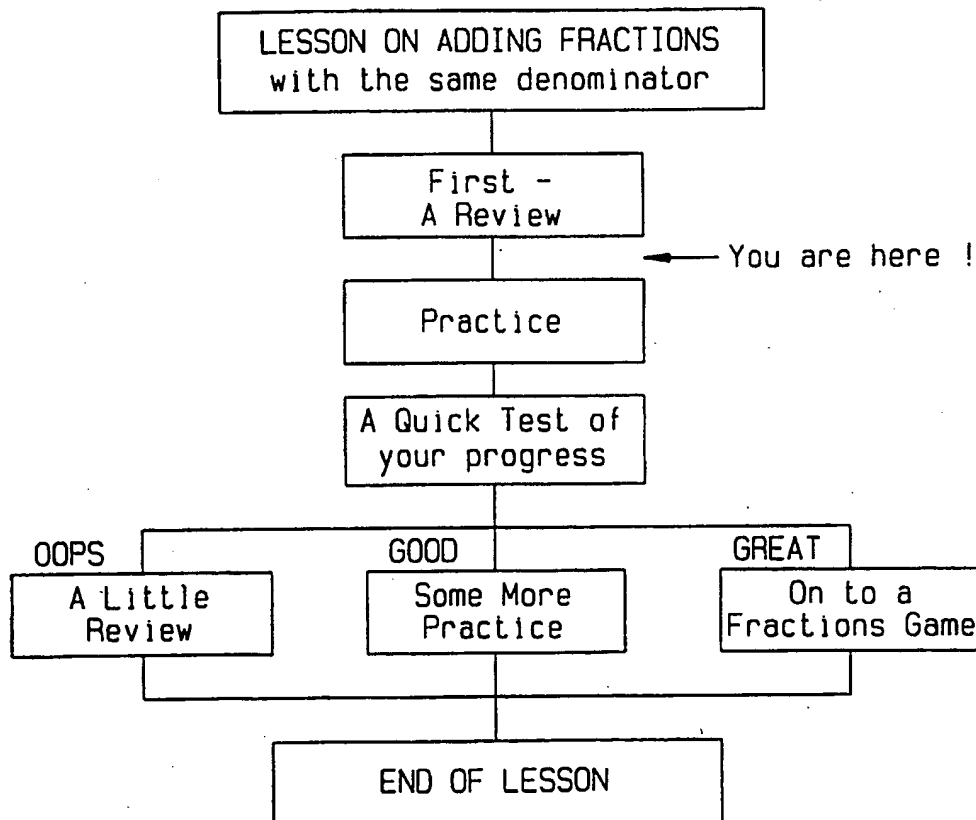 LESSON ON ADDING FRACTIONS
with the same denominator
First -
A Review
You are here !
Practice
A Quick Test of
your progress
OOPS
A Little
Review
GOOD
Some More
Practice
GREAT
On to a
Fractions Game
END OF LESSON